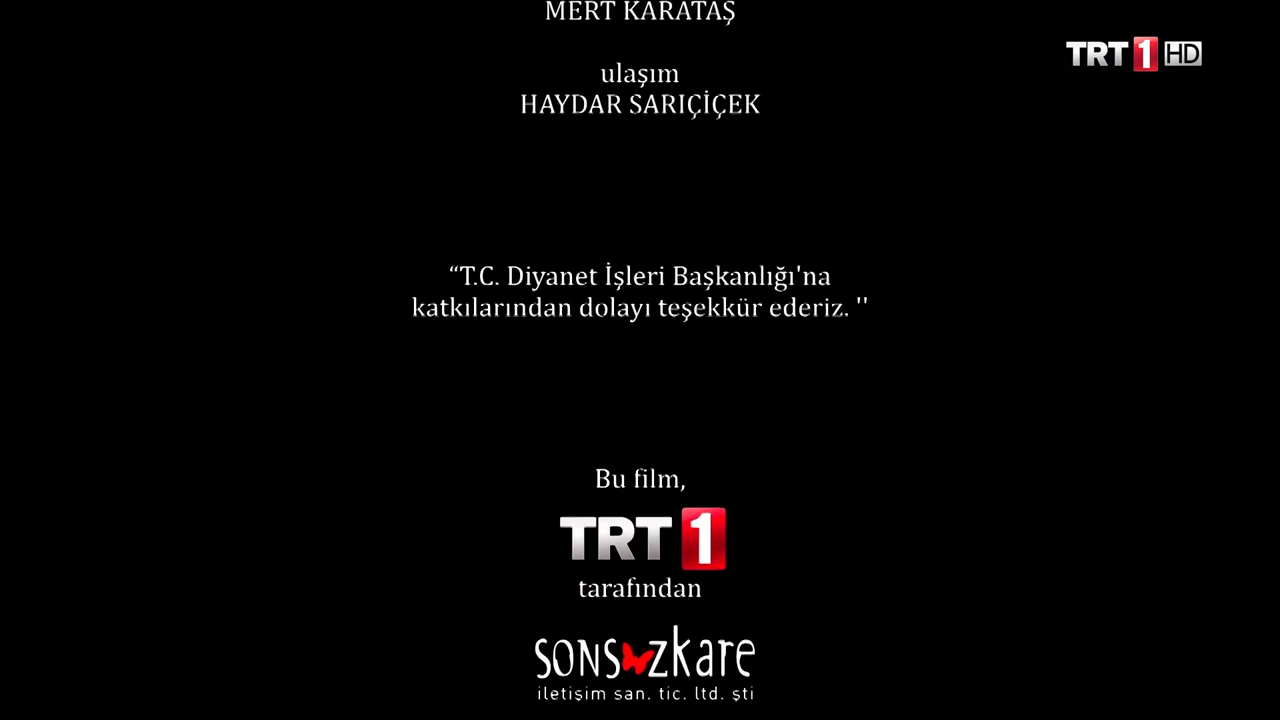 MERT KARATAŞ
TRT 1 HD
ulaşım
HAYDAR SARIÇİÇEK
“T.C. Diyanet İşleri Başkanlığı'na
katkılarından dolayı teşekkür ederiz. ''
Bu film,
TRT 1
tarafından
sonsuzkare
iletişim san. tic. ltd. şti